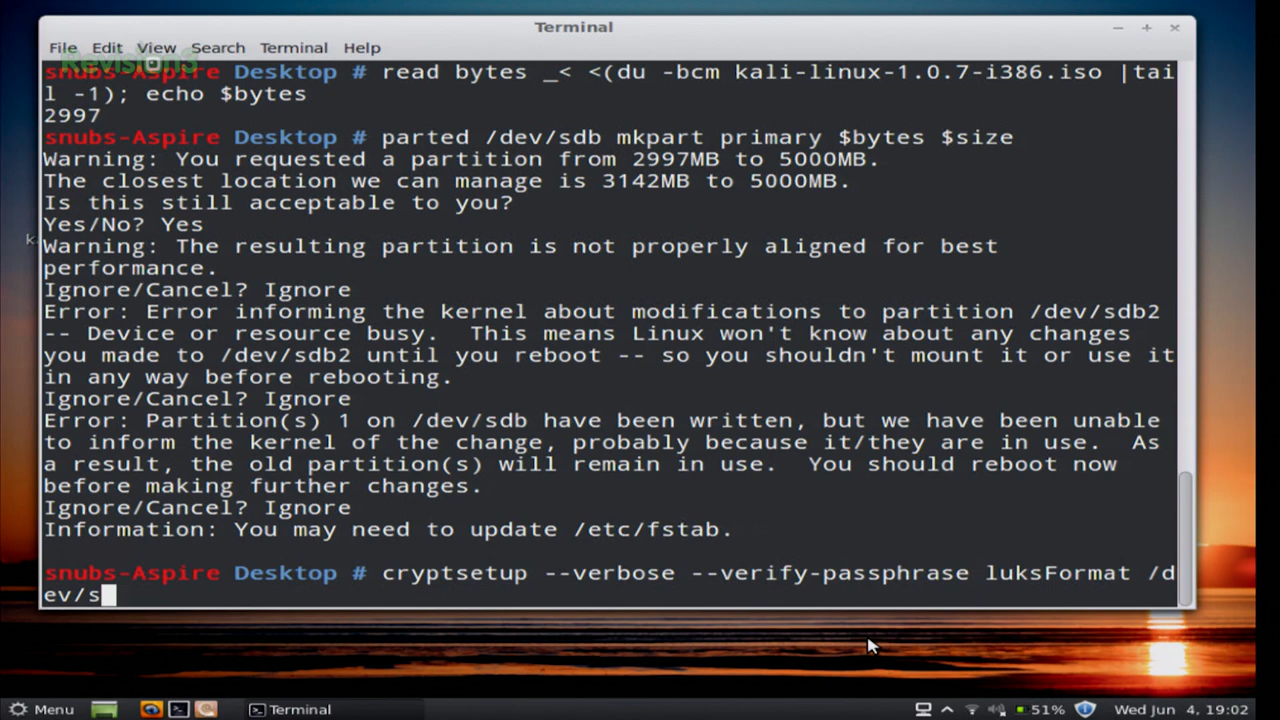 Terminal
File Edit View Search Terminal Help
Revision3
snubs-Aspire Desktop # read bytes _< <(du -bcm kali-linux-1.0.7-i386.iso |tai
l -1); echo $bytes
2997
snubs-Aspire Desktop # parted /dev/sdb mkpart primary $bytes $size
Warning: You requested a partition from 2997MB to 5000MB.
The closest location we can manage is 3142MB to 5000MB.
Is this still acceptable to you?
Yes/No? Yes
Warning: The resulting partition is not properly aligned for best
performance.
Ignore/Cancel? Ignore
Error: Error informing the kernel about modifications to partition /dev/sdb2
-- Device or resource busy.  This means Linux won't know about any changes
you made to /dev/sdb2 until you reboot -- so you shouldn't mount it or use it
in any way before rebooting.
Ignore/Cancel? Ignore
Error: Partition(s) 1 on /dev/sdb have been written, but we have been unable
to inform the kernel of the change, probably because it/they are in use.  As
a result, the old partition(s) will remain in use.  You should reboot now
before making further changes.
Ignore/Cancel? Ignore
Information: You may need to update /etc/fstab.
snubs-Aspire Desktop # cryptsetup --verbose --verify-passphrase luksFormat /d
ev/s
Menu Terminal 51% Wed Jun 4, 19:02